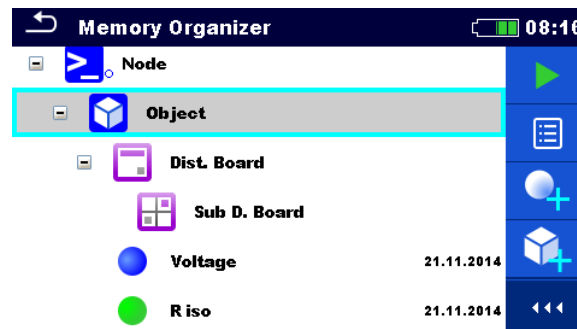 Memory Organizer 08:16
Node
Object
Dist. Board
Sub D. Board
Voltage 21.11.2014
R iso 21.11.2014